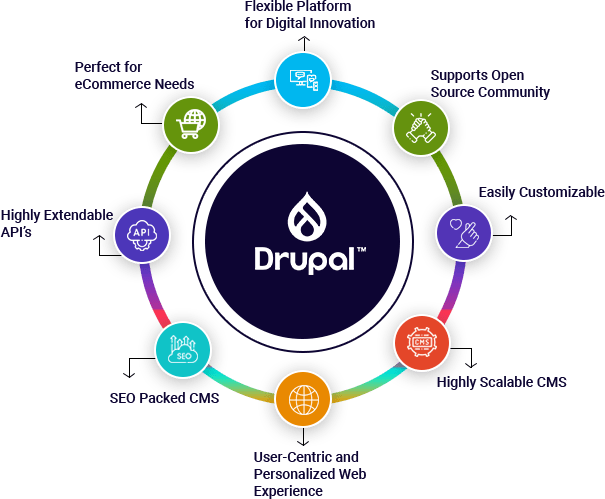 Flexible Platform
for Digital Innovation
Perfect for
eCommerce Needs
Supports Open
Source Community
Highly Extendable
API's
API
Easily Customizable
Drupal™
SEO
SEO Packed CMS
CMS
Highly Scalable CMS
User-Centric and
Personalized Web
Experience